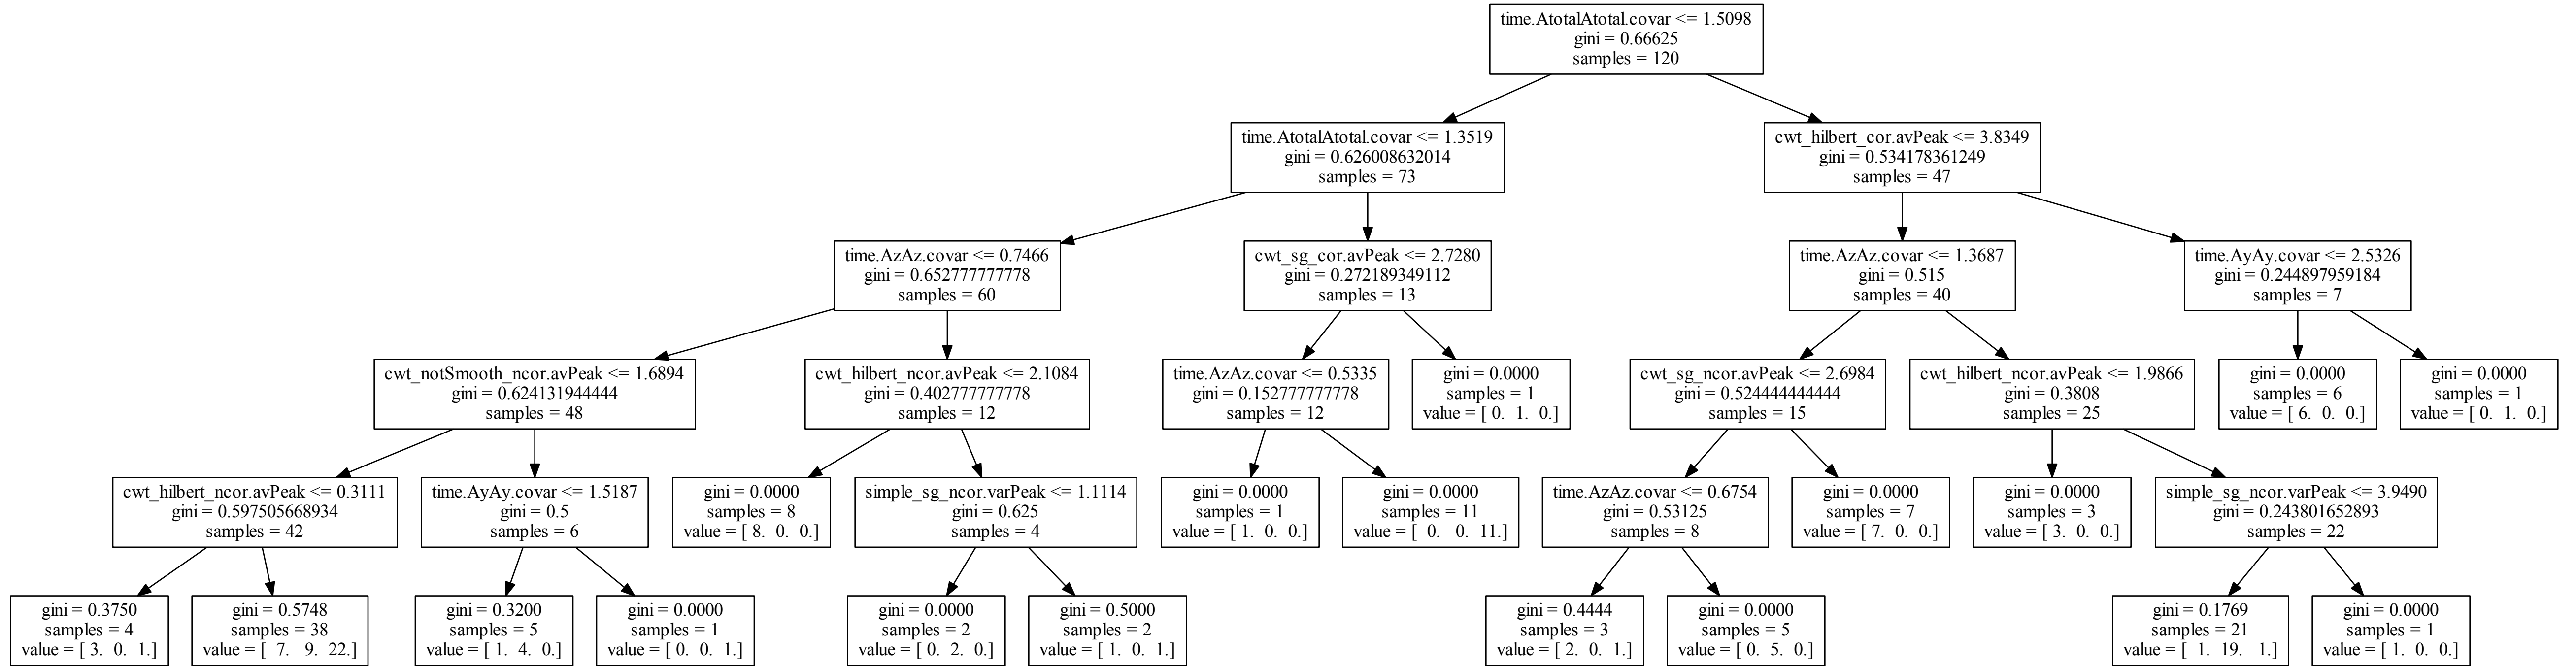 time.AtotalAtotal.covar <= 1.5098
gini = 0.66625
samples = 120
time.AtotalAtotal.covar <= 1.3519
gini = 0.626008632014
samples = 73
cwt_hilbert_cor.avPeak <= 3.8349
gini = 0.534178361249
samples = 47
time.AzAz.covar <= 0.7466
gini = 0.652777777778
samples = 60
cwt_sg_cor.avPeak <= 2.7280
gini = 0.272189349112
samples = 13
time.AzAz.covar <= 1.3687
gini = 0.515
samples = 40
time.AyAy.covar <= 2.5326
gini = 0.244897959184
samples = 7
cwt_notSmooth_ncor.avPeak <= 1.6894
gini = 0.624131944444
samples = 48
cwt_hilbert_ncor.avPeak <= 2.1084
gini = 0.402777777778
samples = 12
time.AzAz.covar <= 0.5335
gini = 0.152777777778
samples = 12
gini = 0.0000
samples = 1
value = [ 0. 1. 0.]
cwt_sg_ncor.avPeak <= 2.6984
gini = 0.524444444444
samples = 15
cwt_hilbert_ncor.avPeak <= 1.9866
gini = 0.3808
samples = 25
gini = 0.0000
samples = 6
value = [ 6. 0. 0.]
gini = 0.0000
samples = 1
value = [ 0. 1. 0.]
cwt_hilbert_ncor.avPeak <= 0.3111
gini = 0.597505668934
samples = 42
time.AyAy.covar <= 1.5187
gini = 0.5
samples = 6
gini = 0.0000
samples = 8
value = [ 8. 0. 0.]
simple_sg_ncor.varPeak <= 1.1114
gini = 0.625
samples = 4
gini = 0.0000
samples = 1
value = [ 1. 0. 0.]
gini = 0.0000
samples = 11
value = [ 0. 0. 11.]
time.AzAz.covar <= 0.6754
gini = 0.53125
samples = 8
gini = 0.0000
samples = 7
value = [ 7. 0. 0.]
gini = 0.0000
samples = 3
value = [ 3. 0. 0.]
simple_sg_ncor.varPeak <= 3.9490
gini = 0.243801652893
samples = 22
gini = 0.3750
samples = 4
value = [ 3. 0. 1.]
gini = 0.5748
samples = 38
value = [ 7. 9. 22.]
gini = 0.3200
samples = 5
value = [ 1. 4. 0.]
gini = 0.0000
samples = 1
value = [ 0. 0. 1.]
gini = 0.0000
samples = 2
value = [ 0. 2. 0.]
gini = 0.5000
samples = 2
value = [ 1. 0. 1.]
gini = 0.4444
samples = 3
value = [ 2. 0. 1.]
gini = 0.0000
samples = 5
value = [ 0. 5. 0.]
gini = 0.1769
samples = 21
value = [ 1. 19. 1.]
gini = 0.0000
samples = 1
value = [ 1. 0. 0.]